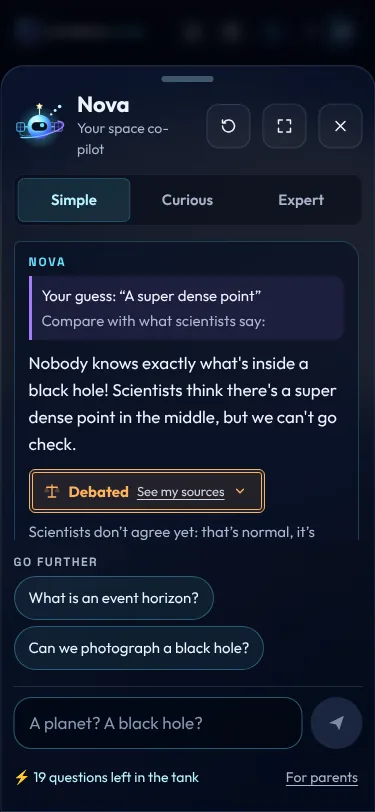 Nova
Your space co-
pilot
Simple
Curious
Expert
NOVA
Your guess: “A super dense point”
Compare with what scientists say:
Nobody knows exactly what's inside a
black hole! Scientists think there's a super
dense point in the middle, but we can't go
check.
Debated See my sources
Scientists don’t agree yet: that’s normal, it’s
GO FURTHER
What is an event horizon?
Can we photograph a black hole?
A planet? A black hole?
⚡ 19 questions left in the tank
For parents